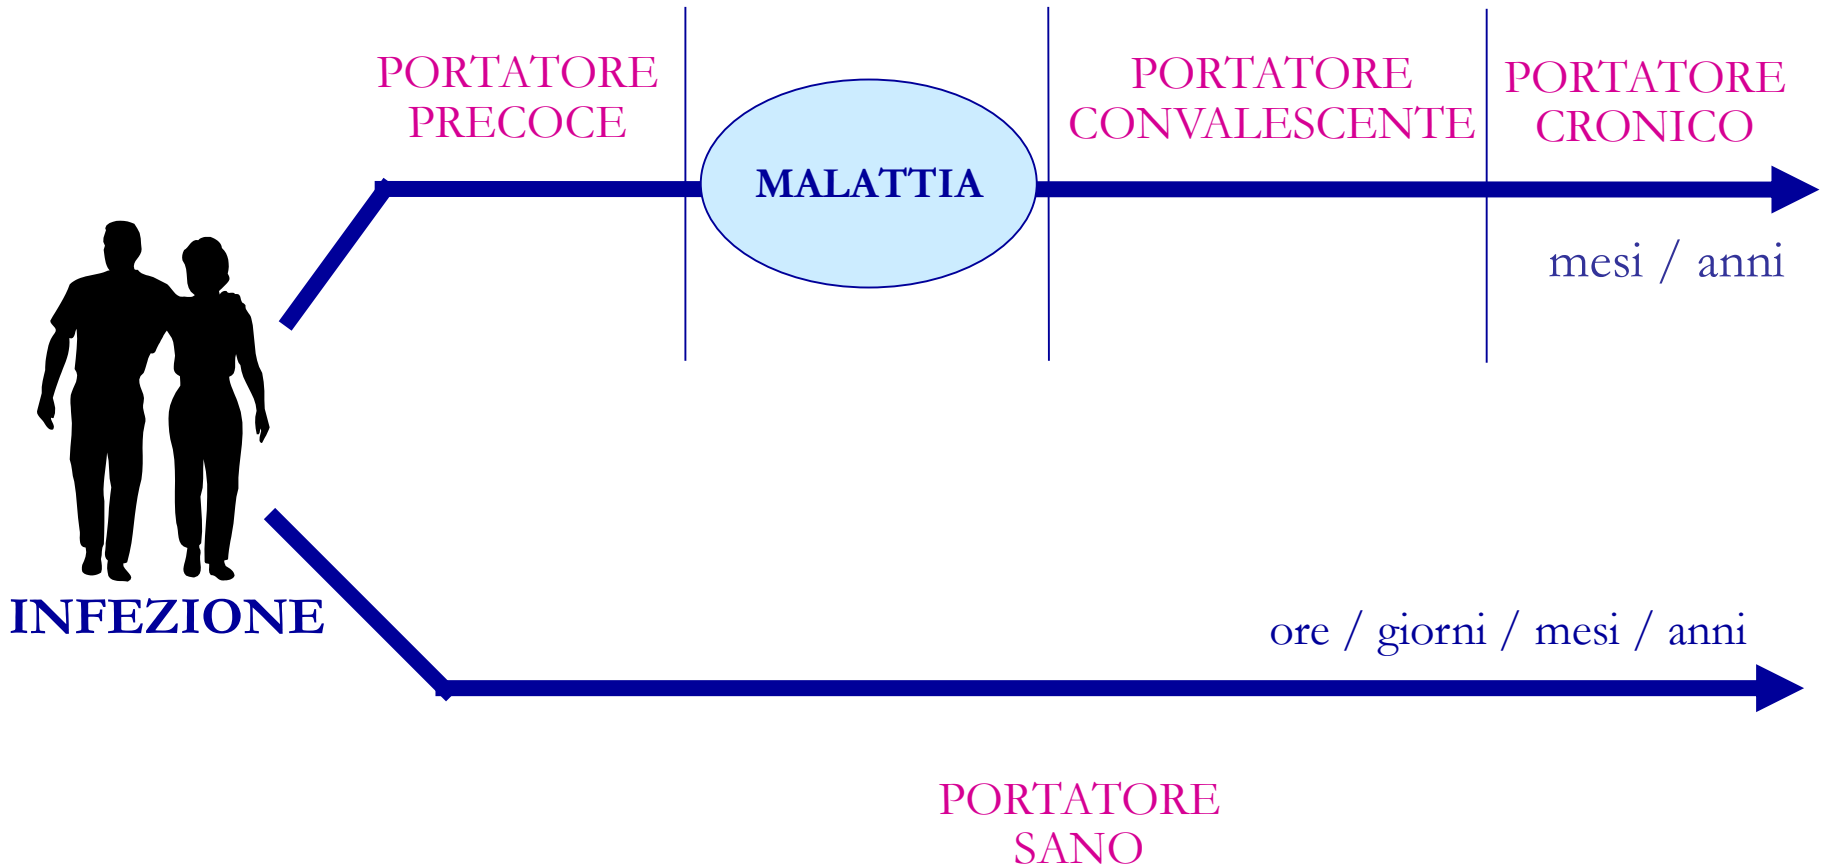 PORTATORE
PRECOCE
MALATTIA
PORTATORE
CONVALESCENTE
PORTATORE
CRONICO
mesi / anni
INFEZIONE
ore / giorni / mesi / anni
PORTATORE
SANO